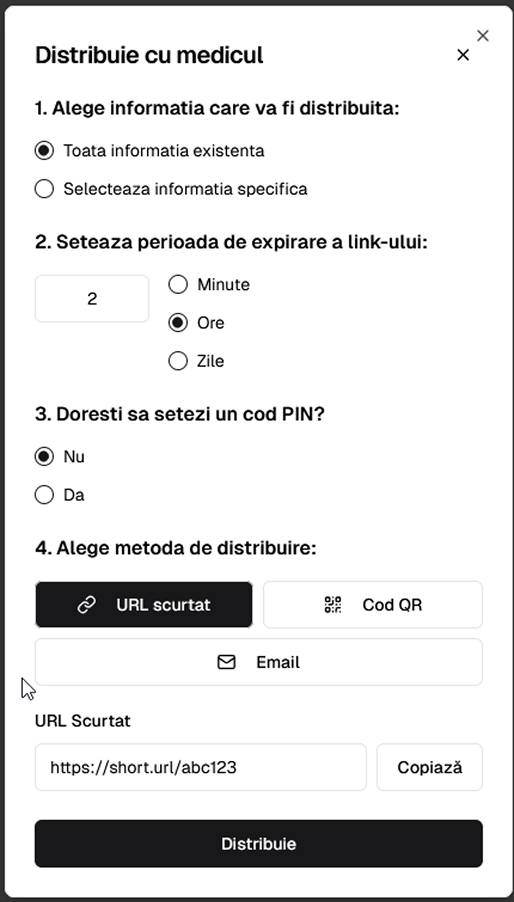 Distribuie cu medicul
1. Alege informatia care va fi distribuita:
Toata informatia existenta
Selecteaza informatia specifica
2. Seteaza perioada de expirare a link-ului:
2
Minute
Ore
Zile
3. Doresti sa setezi un cod PIN?
Nu
Da
4. Alege metoda de distribuire:
URL scurtat
Cod QR
Email
URL Scurtat
https://short.url/abc123
Copiază
Distribuie